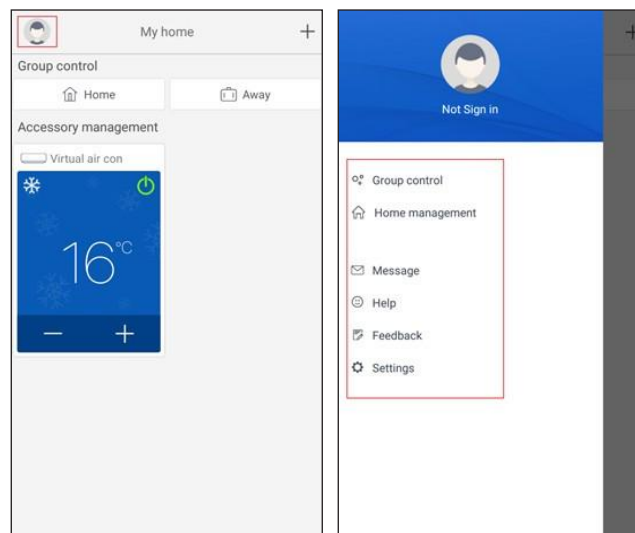 My home
+
Group control
Home
Away
Accessory management
Virtual air con
16°C
− +
Not Sign in
Group control
Home management
Message
Help
Feedback
Settings
+